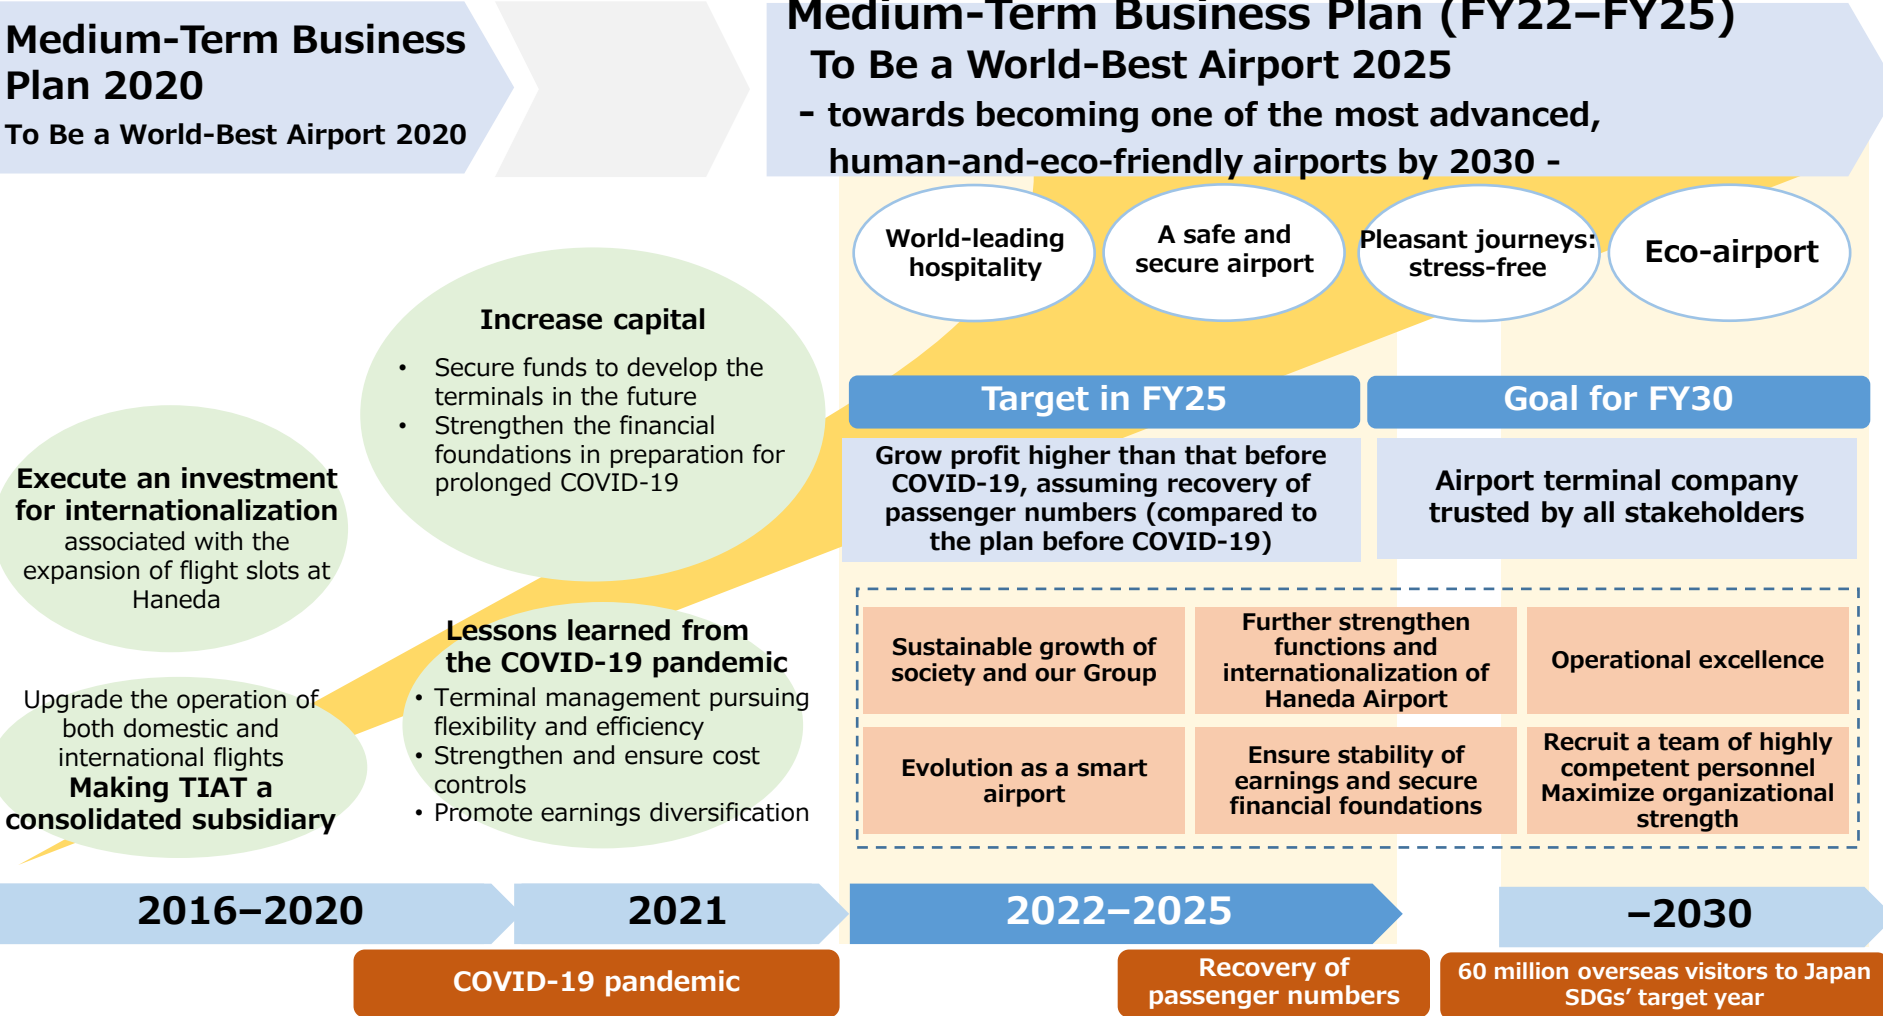 Medium-Term Business
Plan 2020
To Be a World-Best Airport 2020
Medium-Term Business Plan (FY22–FY25)
To Be a World-Best Airport 2025
- towards becoming one of the most advanced,
human-and-eco-friendly airports by 2030 -
World-leading
hospitality
A safe and
secure airport
Pleasant journeys:
stress-free
Eco-airport
Increase capital
• Secure funds to develop the
terminals in the future
• Strengthen the financial
foundations in preparation for
prolonged COVID-19
Execute an investment
for internationalization
associated with the
expansion of flight slots at
Haneda
Lessons learned from
the COVID-19 pandemic
• Terminal management pursuing
flexibility and efficiency
• Strengthen and ensure cost
controls
• Promote earnings diversification
Upgrade the operation of
both domestic and
international flights
Making TIAT a
consolidated subsidiary
Target in FY25
Grow profit higher than that before
COVID-19, assuming recovery of
passenger numbers (compared to
the plan before COVID-19)
Goal for FY30
Airport terminal company
trusted by all stakeholders
Sustainable growth of
society and our Group
Further strengthen
functions and
internationalization of
Haneda Airport
Operational excellence
Evolution as a smart
airport
Ensure stability of
earnings and secure
financial foundations
Recruit a team of highly
competent personnel
Maximize organizational
strength
2016–2020
2021
2022–2025
–2030
COVID-19 pandemic
Recovery of
passenger numbers
60 million overseas visitors to Japan
SDGs’ target year